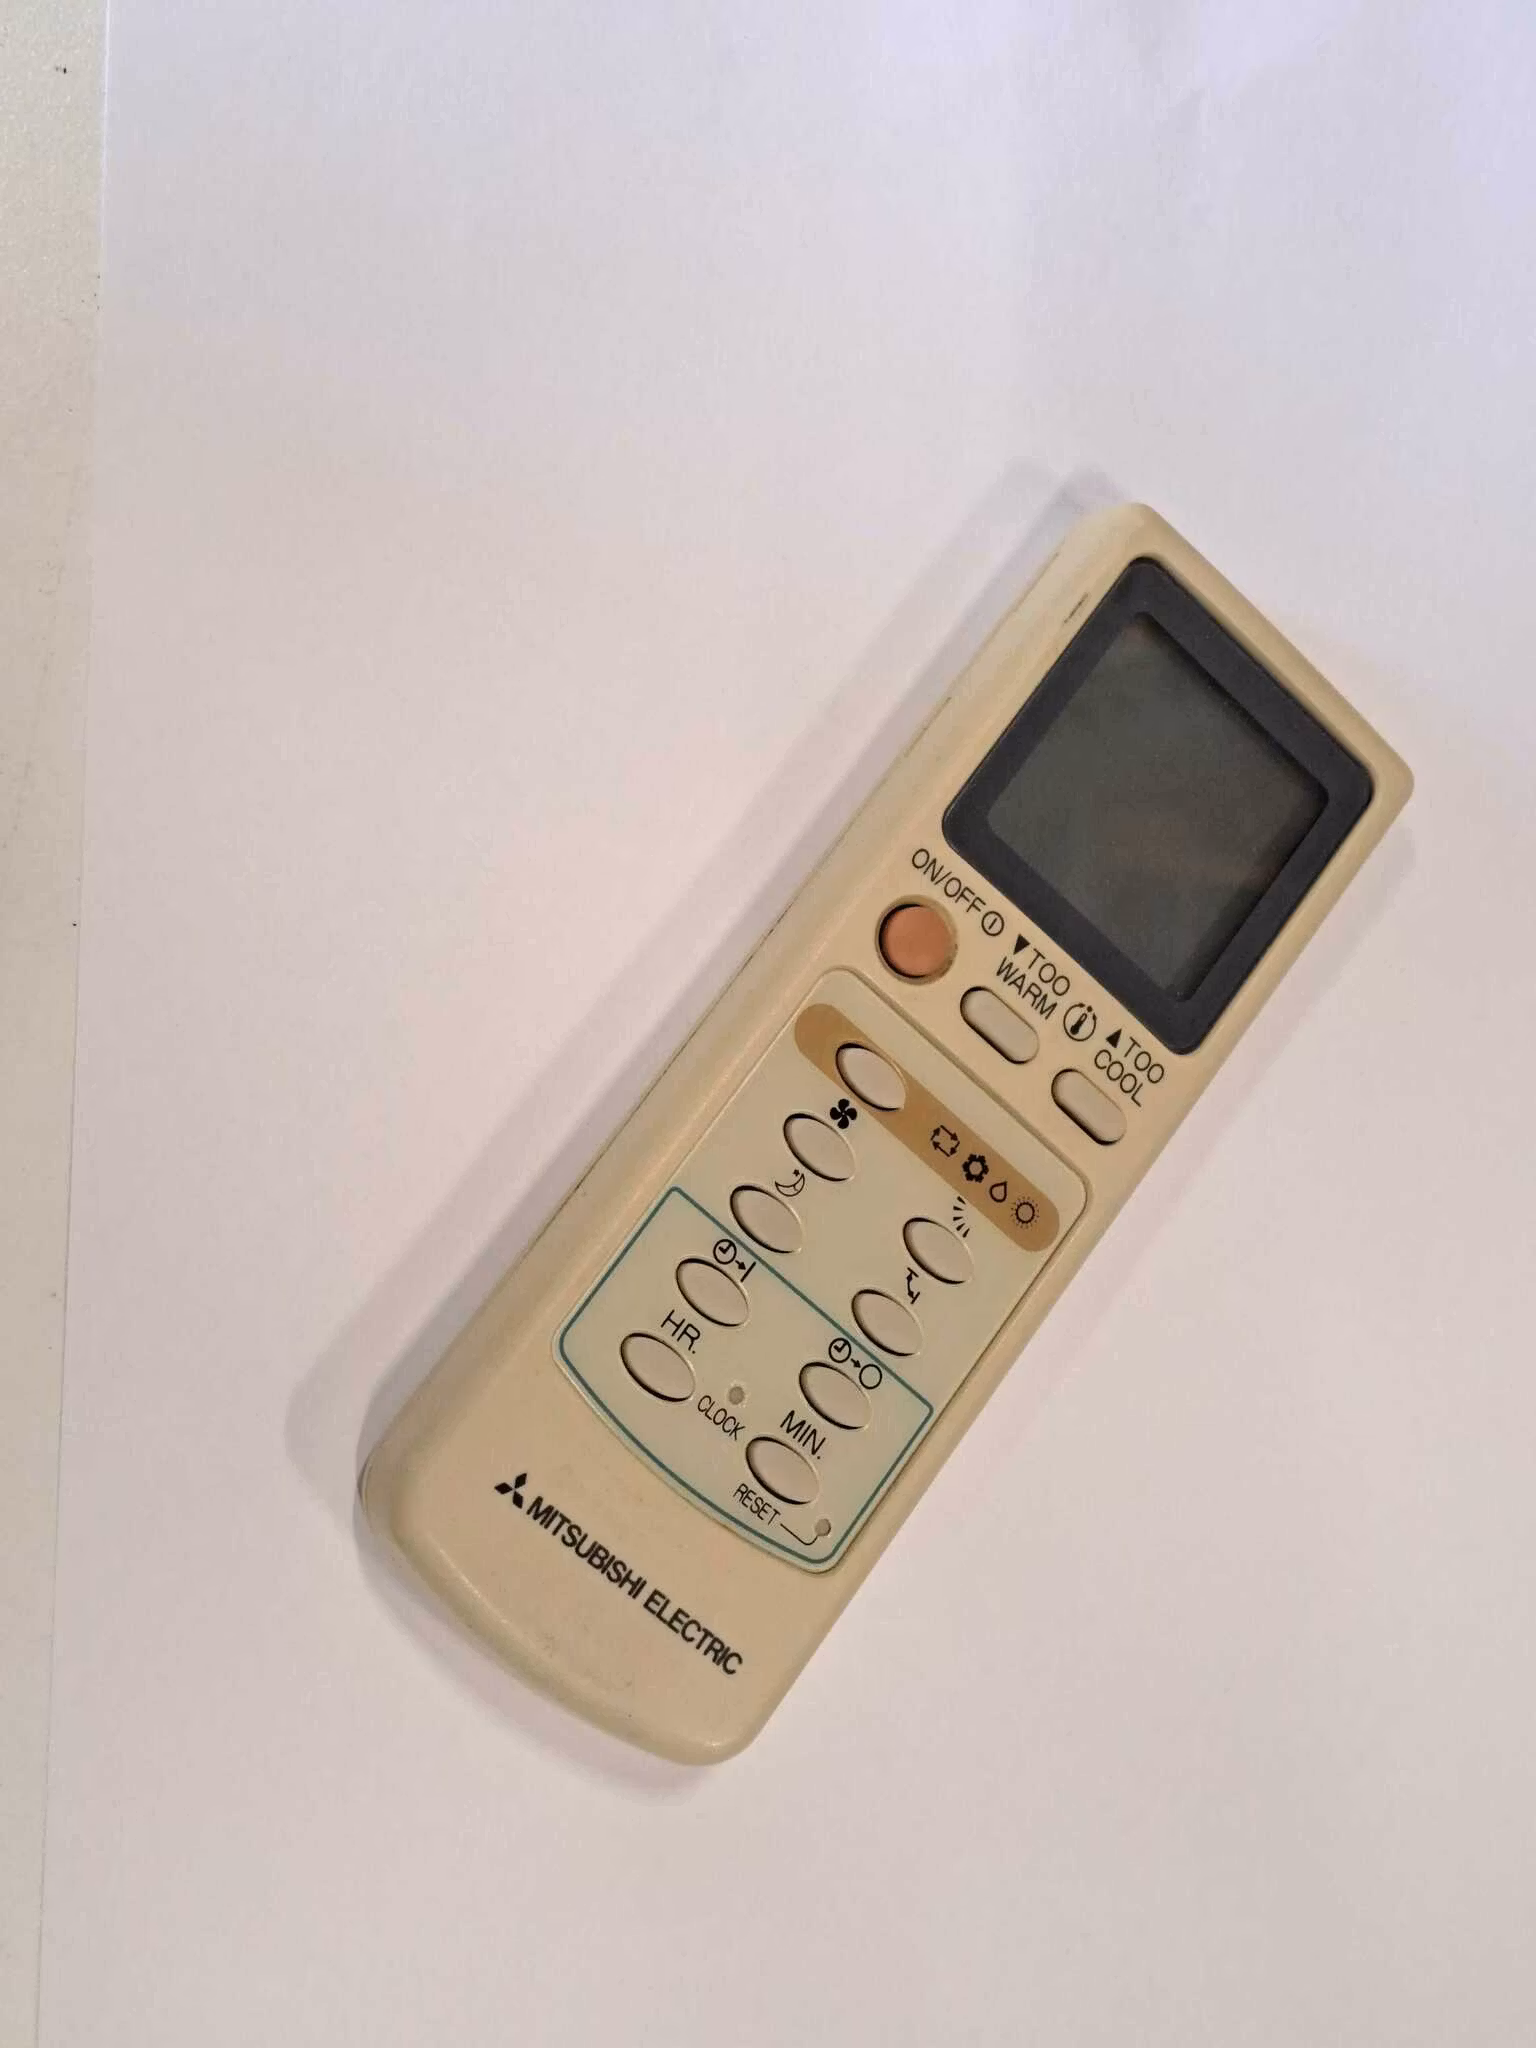 ON/OFF
▼TOO
WARM
▲TOO
COOL
HR.
MIN.
CLOCK
RESET
MITSUBISHI ELECTRIC